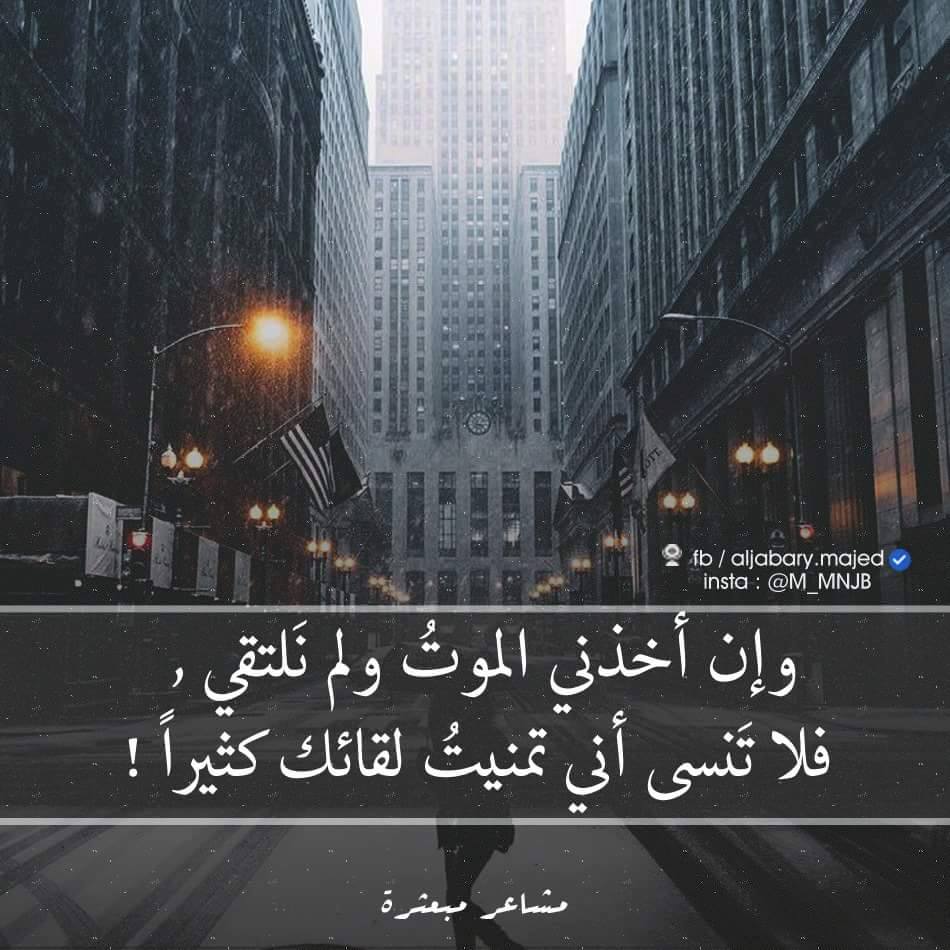 fb / aljabary.majed
insta : @M_MNJB
وإن أخذني الموتُ ولم نَلتقي ,
فلا تَنسى أني تمنيتُ لقائك كثيراً !
مشاعر مبعثرة